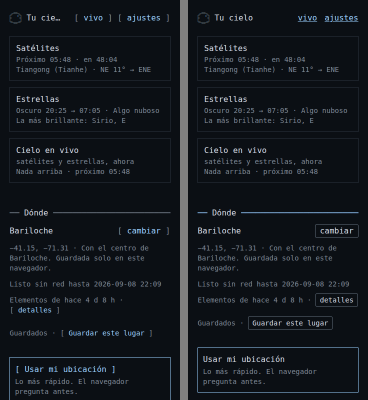 Tu cie… [ vivo ] [ ajustes ]
Satélites
Próximo 05:48 · en 48:04
Tiangong (Tianhe) · NE 11° → ENE
Estrellas
Oscuro 20:25 → 07:05 · Algo nuboso
La más brillante: Sirio, E
Cielo en vivo
satélites y estrellas, ahora
Nada arriba · próximo 05:48
Dónde
Bariloche [ cambiar ]
−41.15, −71.31 · Con el centro de
Bariloche. Guardada solo en este
navegador.
Listo sin red hasta 2026-09-08 22:09
Elementos de hace 4 d 8 h ·
[ detalles ]
Guardados · [ Guardar este lugar ]
[ Usar mi ubicación ]
Lo más rápido. El navegador
pregunta antes.
Tu cielo vivo ajustes
Satélites
Próximo 05:48 · en 48:04
Tiangong (Tianhe) · NE 11° → ENE
Estrellas
Oscuro 20:25 → 07:05 · Algo nuboso
La más brillante: Sirio, E
Cielo en vivo
satélites y estrellas, ahora
Nada arriba · próximo 05:48
Dónde
Bariloche cambiar
−41.15, −71.31 · Con el centro de
Bariloche. Guardada solo en este
navegador.
Listo sin red hasta 2026-09-08 22:09
Elementos de hace 4 d 8 h · detalles
Guardados · Guardar este lugar
Usar mi ubicación
Lo más rápido. El navegador
pregunta antes.